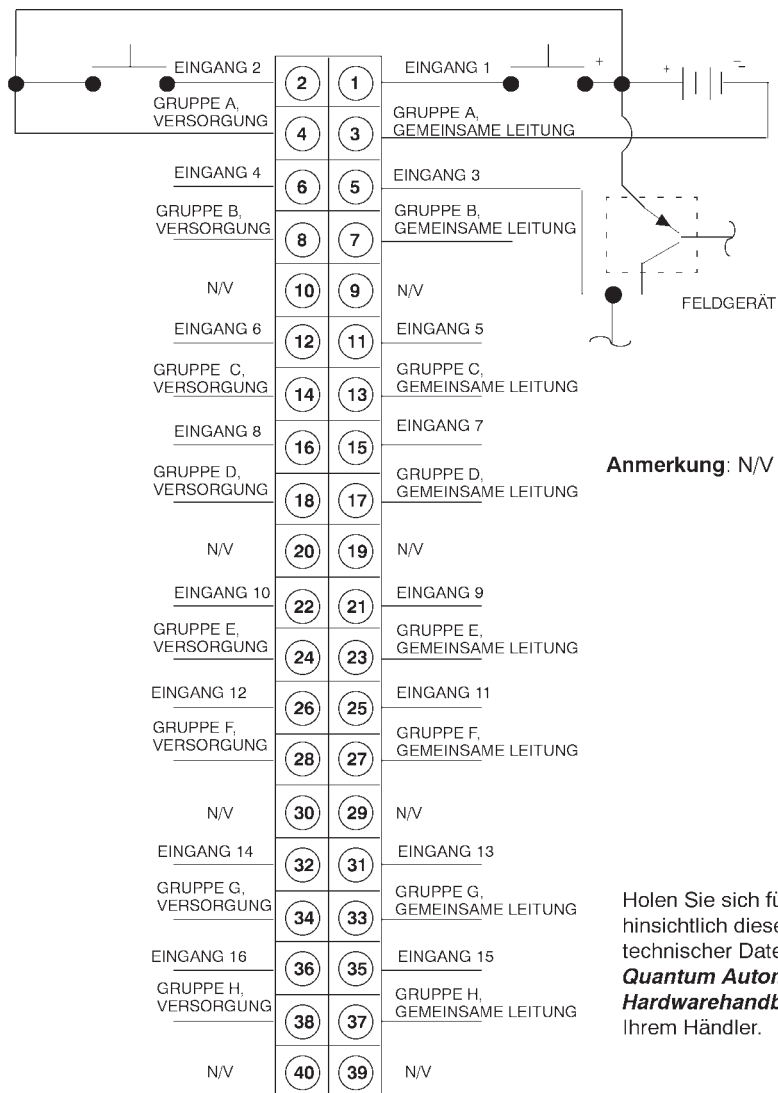 EINGANG 2 2 1 EINGANG 1 + + − −
GRUPPE A,
VERSORGUNG 4 3 GRUPPE A,
GEMEINSAME LEITUNG
EINGANG 4 6 5 EINGANG 3
GRUPPE B,
VERSORGUNG 8 7 GRUPPE B,
GEMEINSAME LEITUNG
N/V 10 9 N/V
FELDGERÄT
EINGANG 6 12 11 EINGANG 5
GRUPPE C,
VERSORGUNG 14 13 GRUPPE C,
GEMEINSAME LEITUNG
EINGANG 8 16 15 EINGANG 7
Anmerkung: N/V
GRUPPE D,
VERSORGUNG 18 17 GRUPPE D,
GEMEINSAME LEITUNG
N/V 20 19 N/V
EINGANG 10 22 21 EINGANG 9
GRUPPE E,
VERSORGUNG 24 23 GRUPPE E,
GEMEINSAME LEITUNG
EINGANG 12 26 25 EINGANG 11
GRUPPE F,
VERSORGUNG 28 27 GRUPPE F,
GEMEINSAME LEITUNG
N/V 30 29 N/V
EINGANG 14 32 31 EINGANG 13
GRUPPE G,
VERSORGUNG 34 33 GRUPPE G,
GEMEINSAME LEITUNG
EINGANG 16 36 35 EINGANG 15
GRUPPE H,
VERSORGUNG 38 37 GRUPPE H,
GEMEINSAME LEITUNG
N/V 40 39 N/V
Holen Sie sich
hinsichtlich
technischer
Quantum
Ihrem Händler.